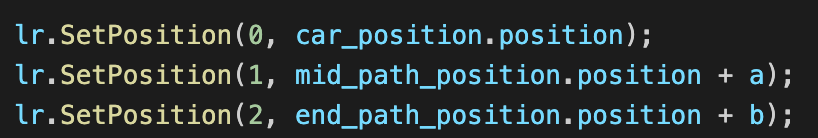 lr.SetPosition(0, car_position.position);
lr.SetPosition(1, mid_path_position.position + a);
lr.SetPosition(2, end_path_position.position + b);